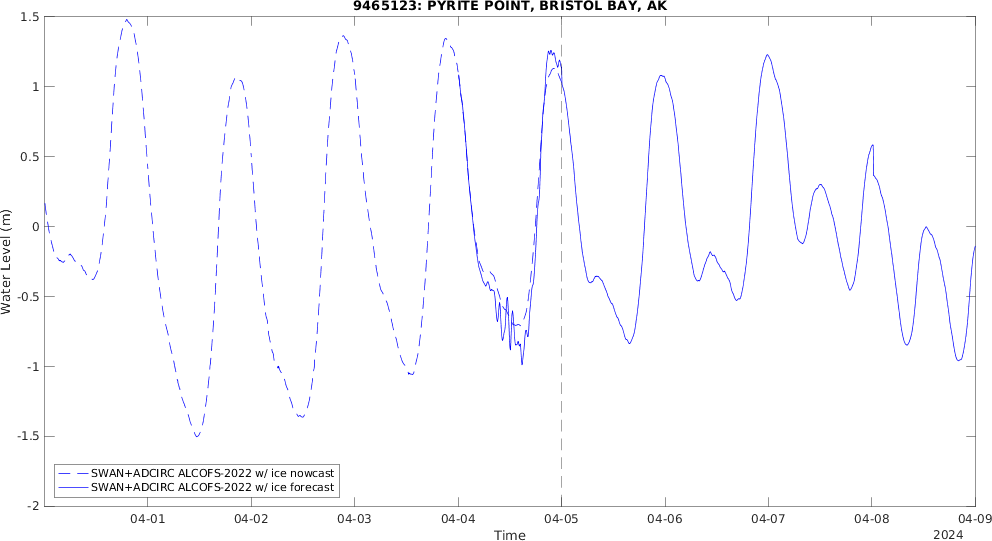 9465123: PYRITE POINT, BRISTOL BAY, AK
Water Level (m)
1.5
1
0.5
0
-0.5
-1
-1.5
-2
SWAN+ADCIRC ALCOFS-2022 w/ ice nowcast
SWAN+ADCIRC ALCOFS-2022 w/ ice forecast
04-01 04-02 04-03 04-04 04-05 04-06 04-07 04-08 04-09
Time
2024